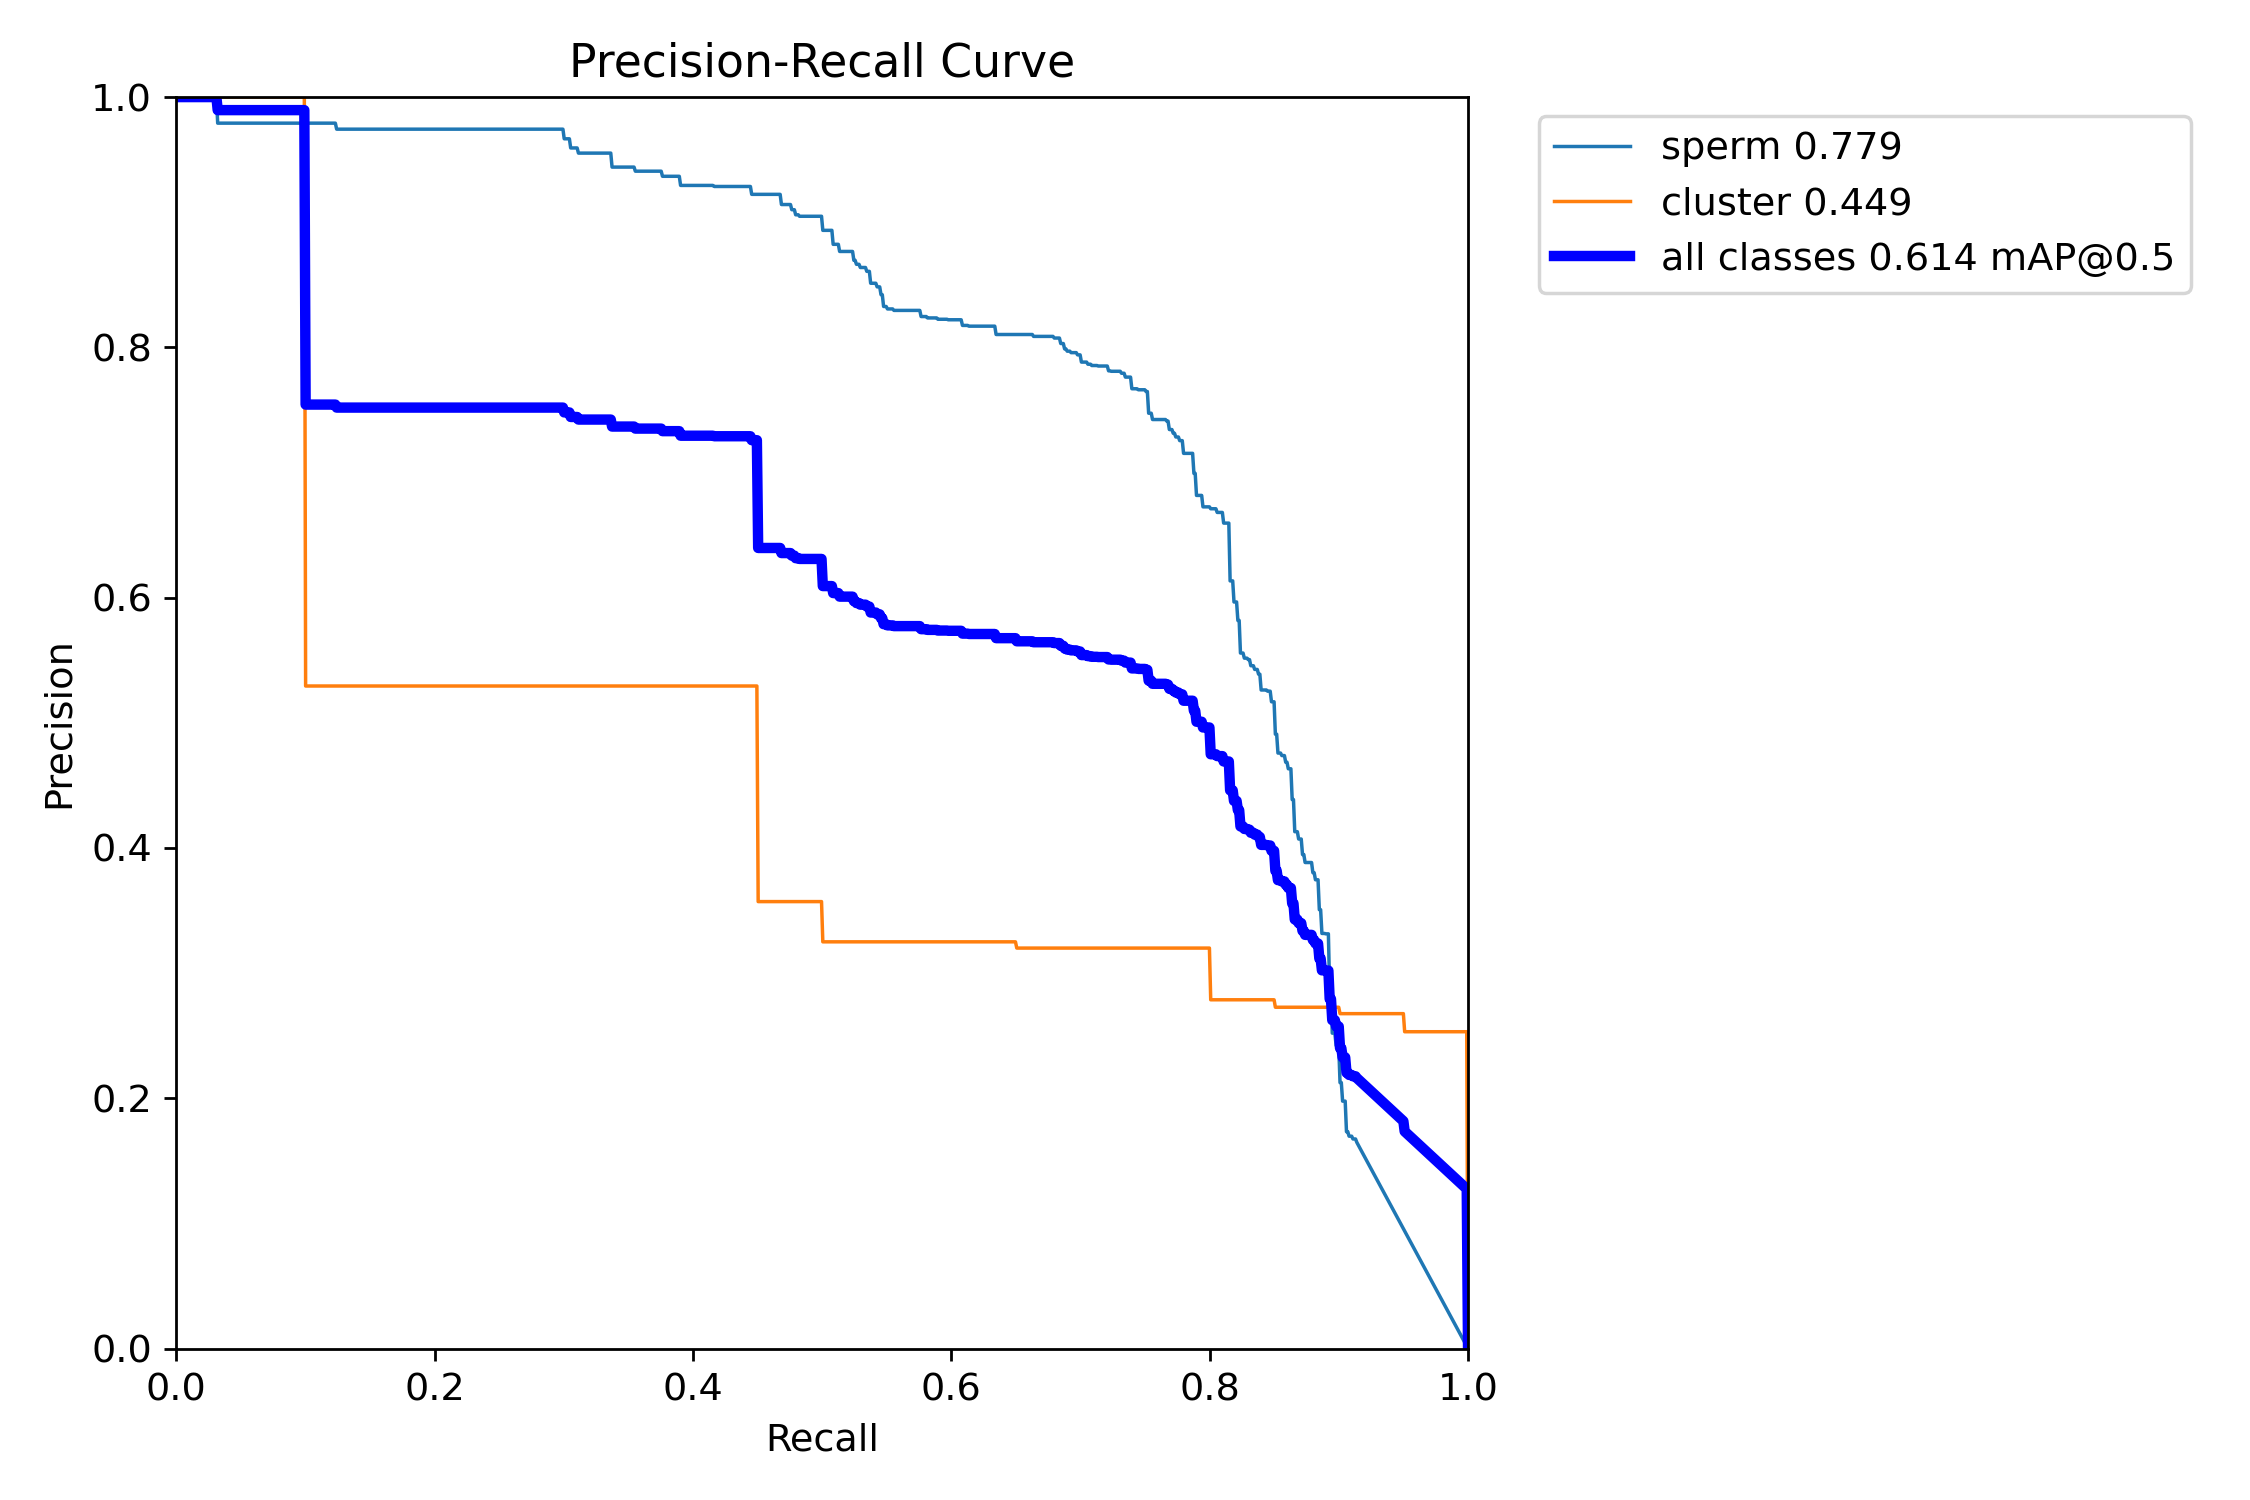 Precision-Recall Curve
1.0
0.8
0.6
0.4
0.2
0.0
Precision
0.0 0.2 0.4 0.6 0.8 1.0
Recall
sperm 0.779
cluster 0.449
all classes 0.614 mAP@0.5